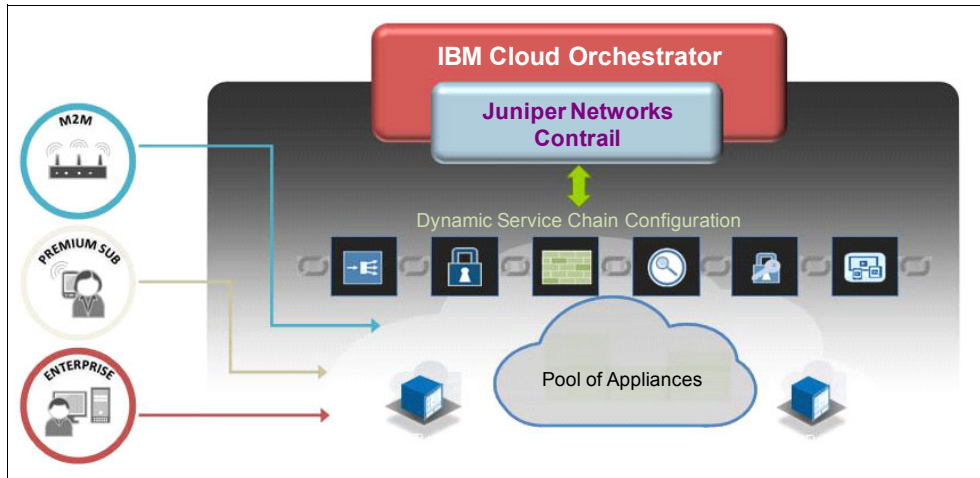 IBM Cloud Orchestrator
Juniper Networks
Contrail
M2M
Dynamic Service Chain Configuration
PREMIUM SUB
ENTERPRISE
Pool of Appliances